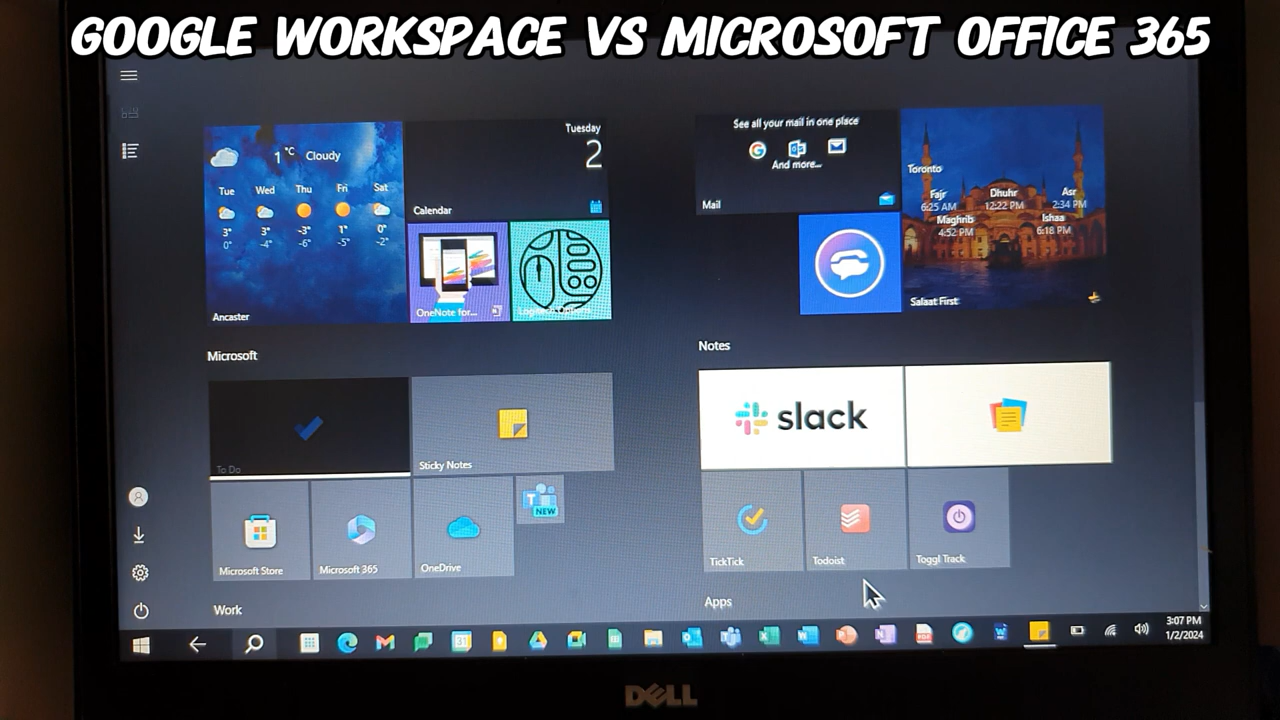 GOOGLE WORKSPACE VS MICROSOFT OFFICE 365
1 °C Cloudy
Tue Wed Thu Fri Sat
3° 3° -3° 1° 0°
0° -4° -6° -5° -2°
Ancaster
Tuesday
2
Calendar
OneNote for...
See all your mail in one place
And more...
Mail
Toronto
Fajr Dhuhr Asr
6:25 AM 12:22 PM 2:34 PM
Maghrib Ishaa
4:52 PM 6:18 PM
Salaat First
Microsoft
To Do
Sticky Notes
Microsoft Store
Microsoft 365
OneDrive
NEW
Notes
slack
TickTick
Todoist
Toggl Track
Work
Apps
3:07 PM
1/2/2024
DELL